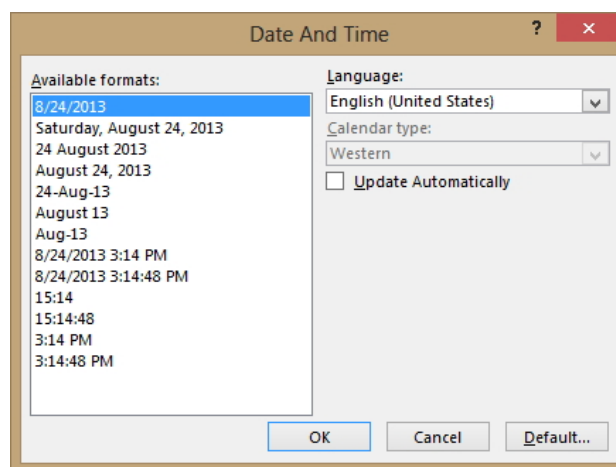 Date And Time
?
Available formats:
8/24/2013
Saturday, August 24, 2013
24 August 2013
August 24, 2013
24-Aug-13
August 13
Aug-13
8/24/2013 3:14 PM
8/24/2013 3:14:48 PM
15:14
15:14:48
3:14 PM
3:14:48 PM
Language:
English (United States)
Calendar type:
Western
Update Automatically
OK
Cancel
Default...